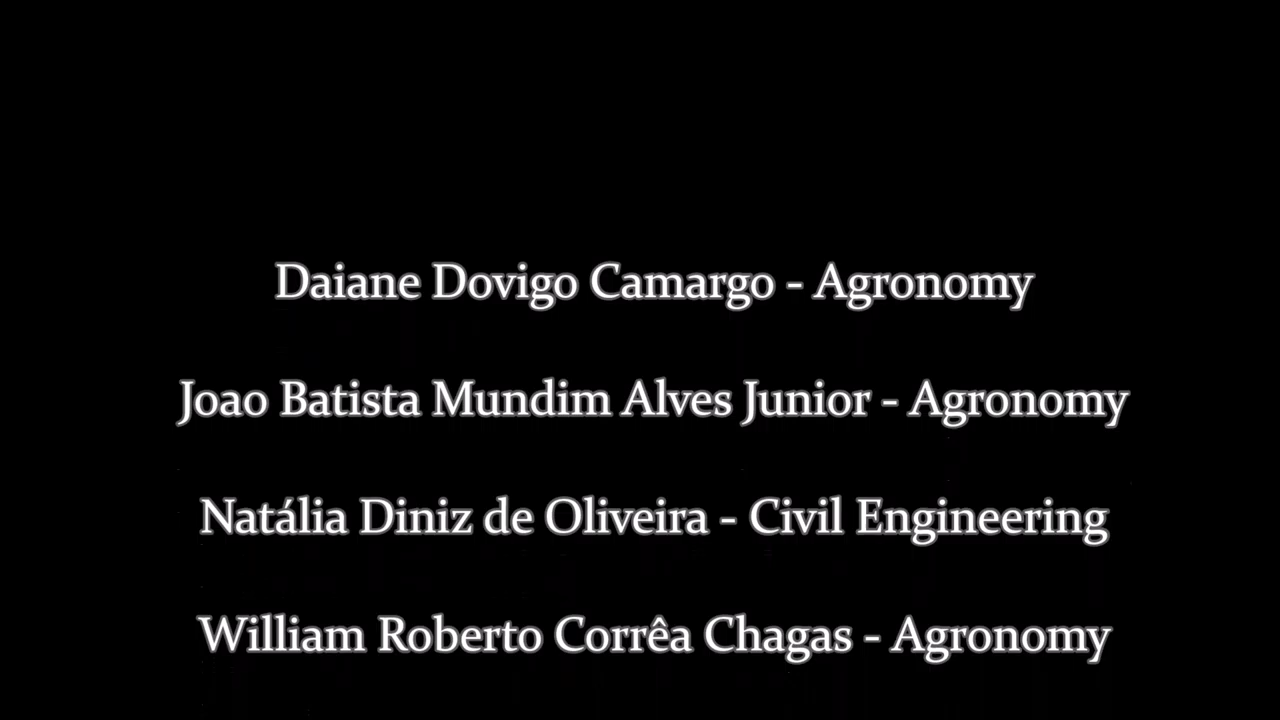 Daiane Dovigo Camargo - Agronomy
Joao Batista Mundim Alves Junior - Agronomy
Natália Diniz de Oliveira - Civil Engineering
William Roberto Corrêa Chagas - Agronomy